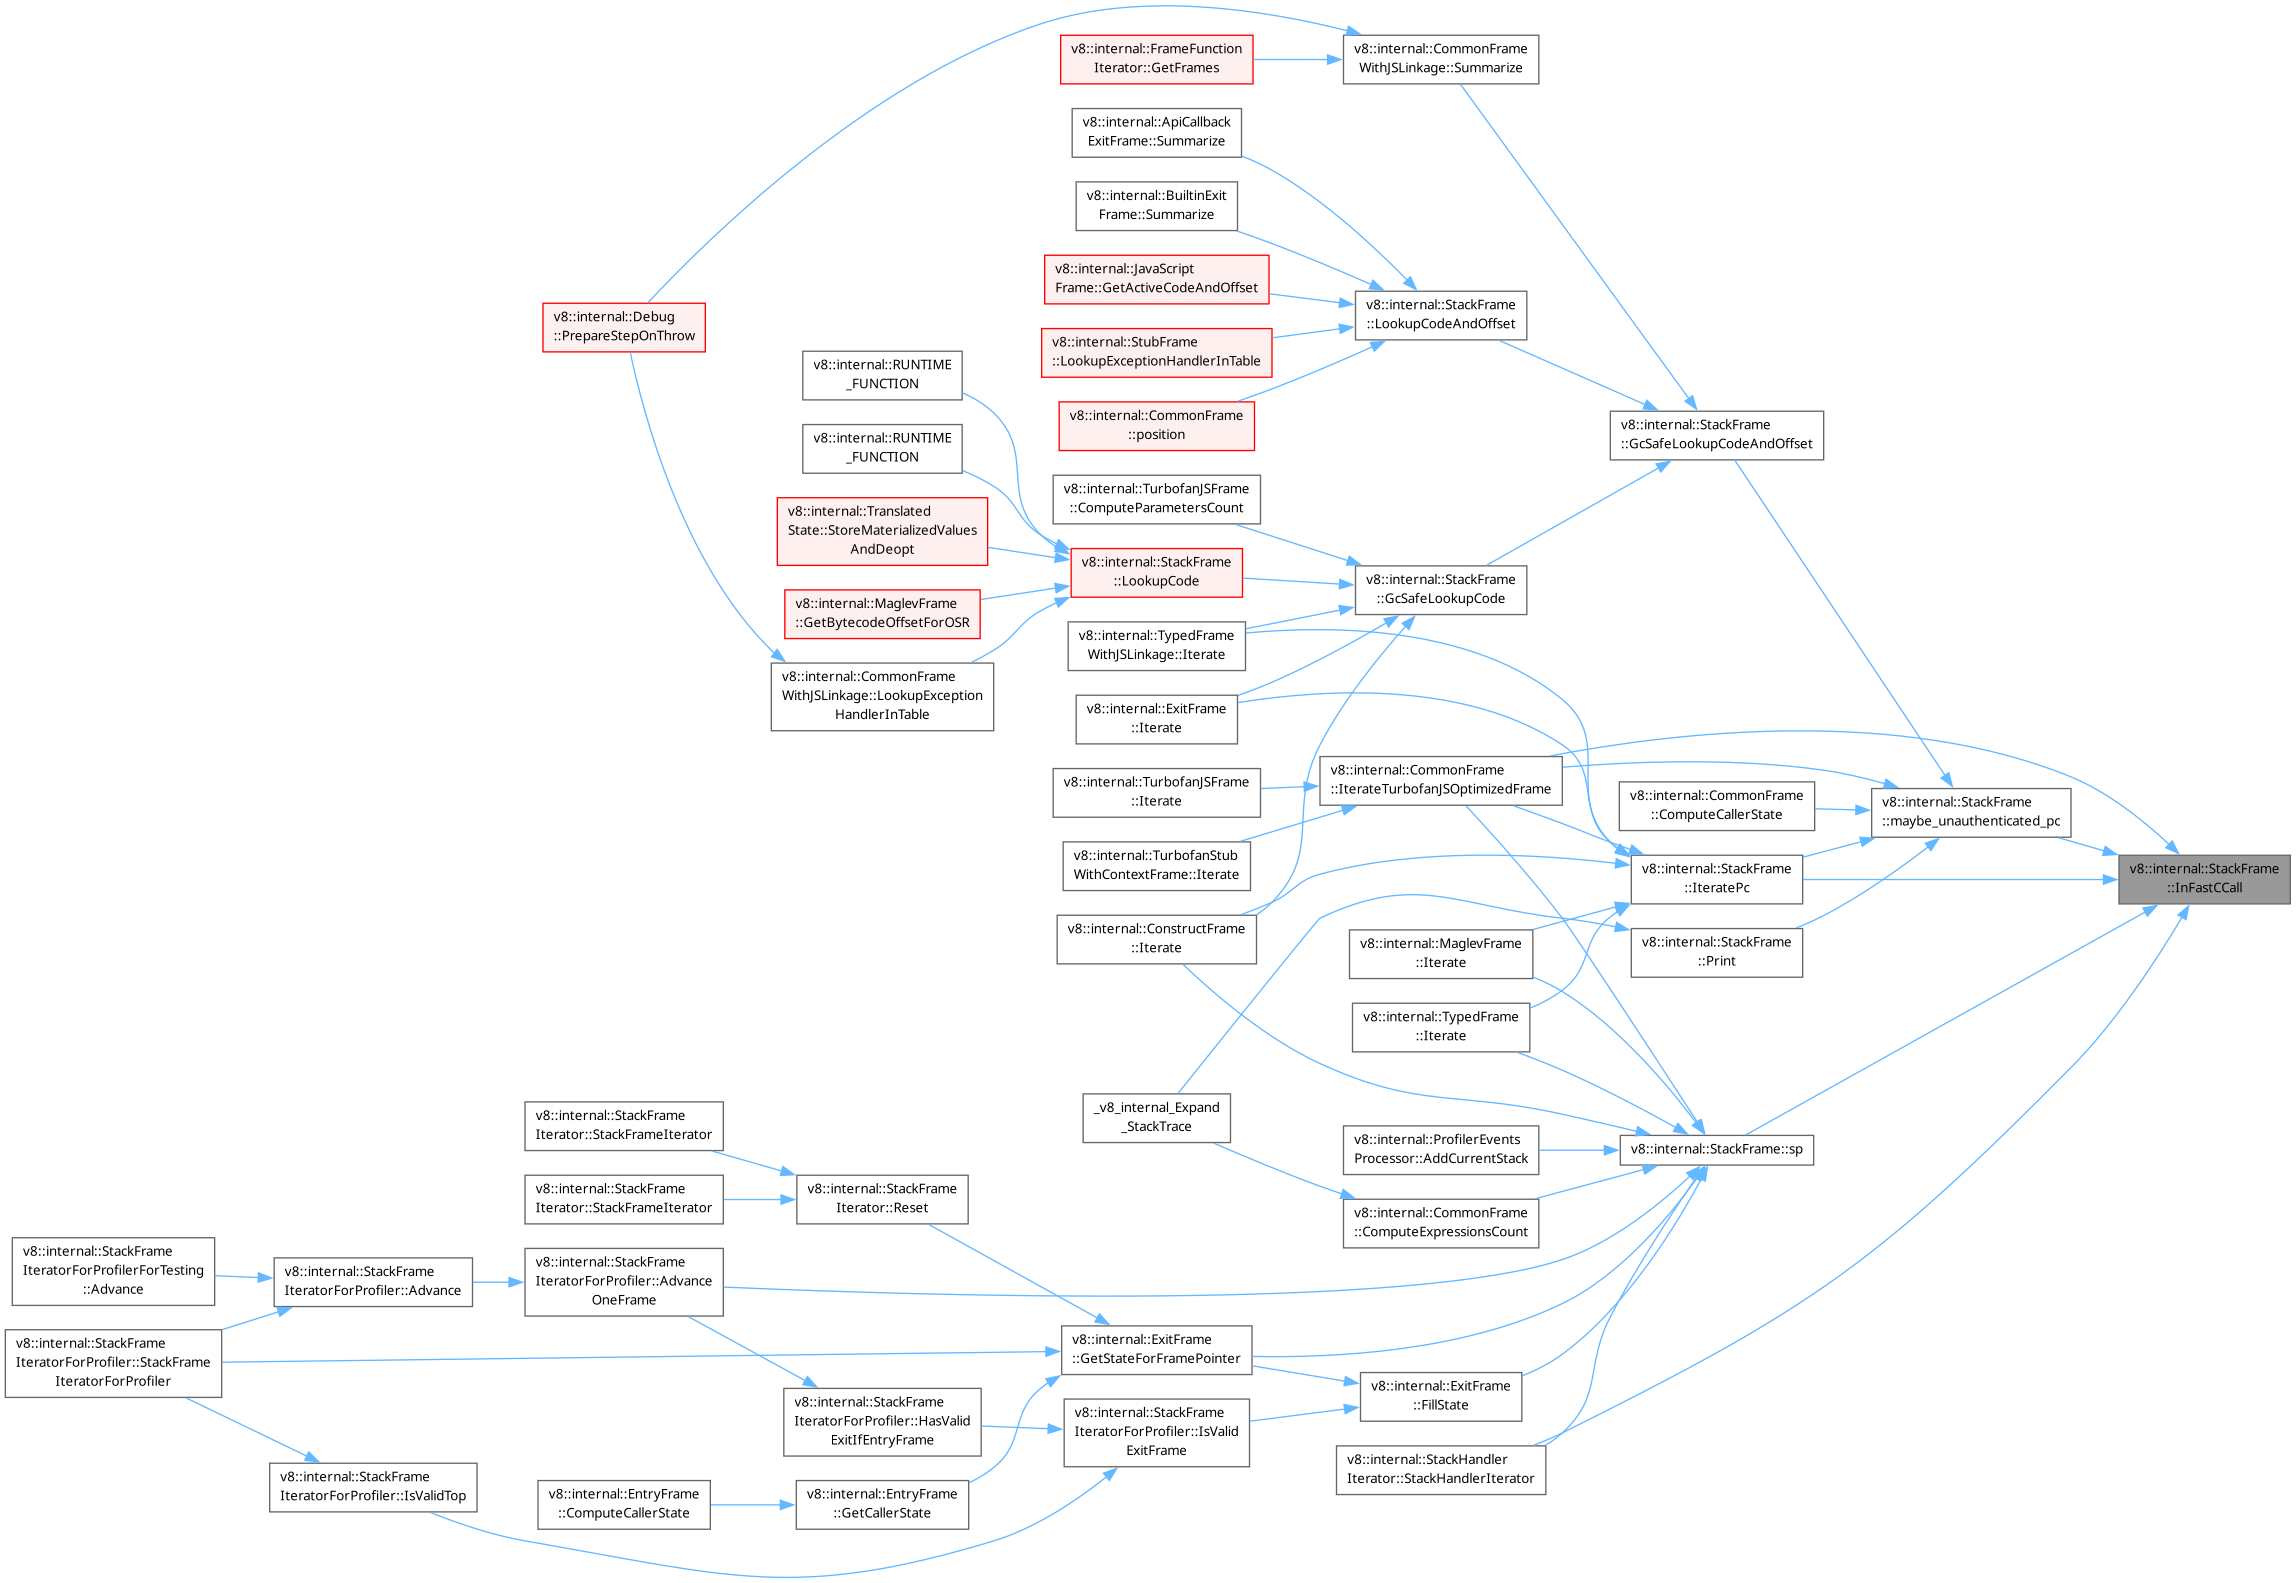 v8::internal::FrameFunction
Iterator::GetFrames
v8::internal::CommonFrame
WithJSLinkage::Summarize
v8::internal::ApiCallback
ExitFrame::Summarize
v8::internal::BuiltinExit
Frame::Summarize
v8::internal::JavaScript
Frame::GetActiveCodeAndOffset
v8::internal::StackFrame
::LookupCodeAndOffset
v8::internal::Debug
::PrepareStepOnThrow
v8::internal::StubFrame
::LookupExceptionHandlerInTable
v8::internal::RUNTIME
_FUNCTION
v8::internal::CommonFrame
::position
v8::internal::StackFrame
::GcSafeLookupCodeAndOffset
v8::internal::RUNTIME
_FUNCTION
v8::internal::TurbofanJSFrame
::ComputeParametersCount
v8::internal::Translated
State::StoreMaterializedValues
AndDeopt
v8::internal::StackFrame
::LookupCode
v8::internal::StackFrame
::GcSafeLookupCode
v8::internal::MaglevFrame
::GetBytecodeOffsetForOSR
v8::internal::TypedFrame
WithJSLinkage::Iterate
v8::internal::CommonFrame
WithJSLinkage::LookupException
HandlerInTable
v8::internal::ExitFrame
::Iterate
v8::internal::TurbofanJSFrame
::Iterate
v8::internal::CommonFrame
::IterateTurbofanJSOptimizedFrame
v8::internal::CommonFrame
::ComputeCallerState
v8::internal::StackFrame
::maybe_unauthenticated_pc
v8::internal::TurbofanStub
WithContextFrame::Iterate
v8::internal::StackFrame
::IteratePc
v8::internal::StackFrame
::InFastCCall
v8::internal::ConstructFrame
::Iterate
v8::internal::MaglevFrame
::Iterate
v8::internal::StackFrame
::Print
v8::internal::TypedFrame
::Iterate
_v8_internal_Expand
_StackTrace
v8::internal::StackFrame
Iterator::StackFrameIterator
v8::internal::ProfilerEvents
Processor::AddCurrentStack
v8::internal::StackFrame::sp
v8::internal::StackFrame
Iterator::StackFrameIterator
v8::internal::StackFrame
Iterator::Reset
v8::internal::CommonFrame
::ComputeExpressionsCount
v8::internal::StackFrame
IteratorForProfilerForTesting
::Advance
v8::internal::StackFrame
IteratorForProfiler::Advance
v8::internal::StackFrame
IteratorForProfiler::Advance
OneFrame
v8::internal::StackFrame
IteratorForProfiler::StackFrame
IteratorForProfiler
v8::internal::ExitFrame
::GetStateForFramePointer
v8::internal::StackFrame
IteratorForProfiler::HasValid
ExitIfEntryFrame
v8::internal::StackFrame
IteratorForProfiler::IsValid
ExitFrame
v8::internal::ExitFrame
::FillState
v8::internal::StackHandler
Iterator::StackHandlerIterator
v8::internal::StackFrame
IteratorForProfiler::IsValidTop
v8::internal::EntryFrame
::ComputeCallerState
v8::internal::EntryFrame
::GetCallerState